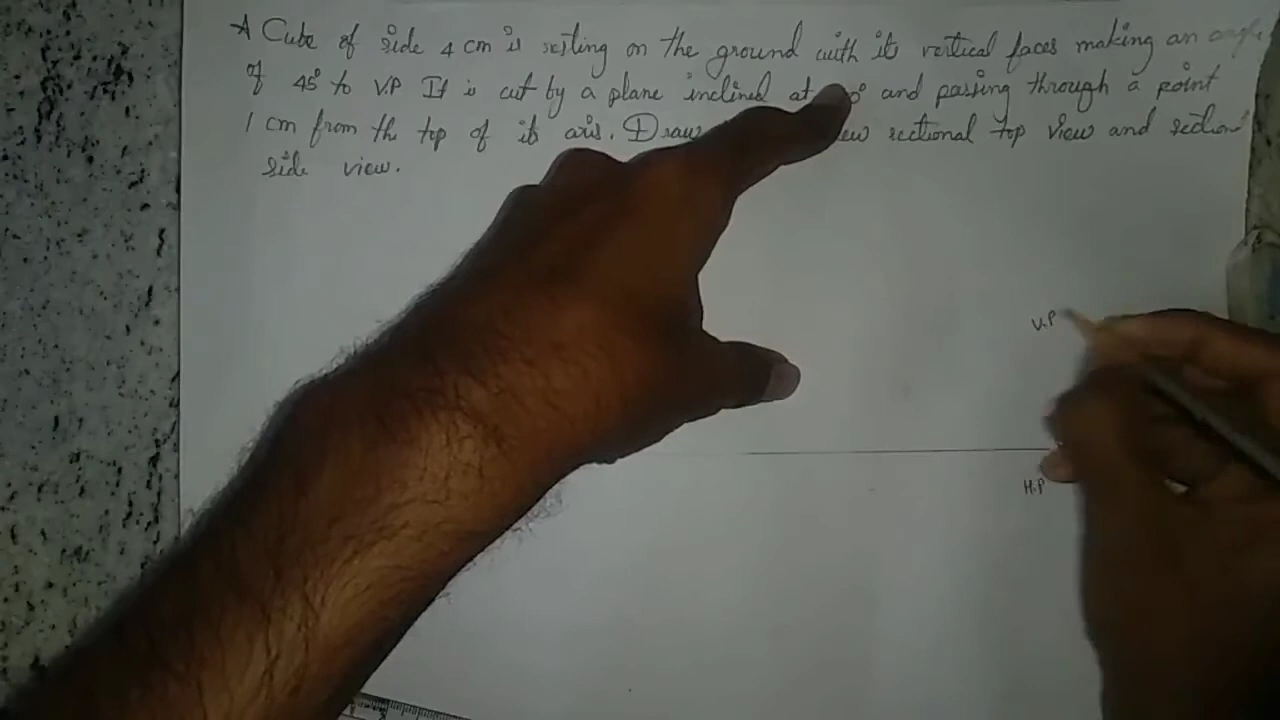 A Cube of side 4 cm is resting on the ground with its vertical faces making an angle
of 45° to V.P It is cut by a plane inclined at and passing through a point
1 cm from the top of its axis. Draw sectional top view and section
side view.
V.P
H.P